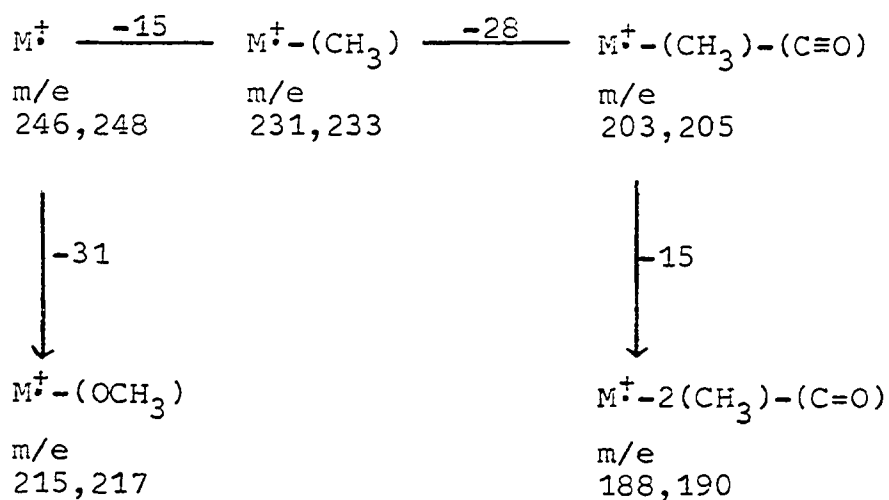 M⁺• -15 M⁺•-(CH₃) -28 M⁺•-(CH₃)-(C≡O)
m/e m/e m/e
246,248 231,233 203,205
-31 -15
M⁺•-(OCH₃) M⁺•-2(CH₃)-(C=O)
m/e m/e
215,217 188,190